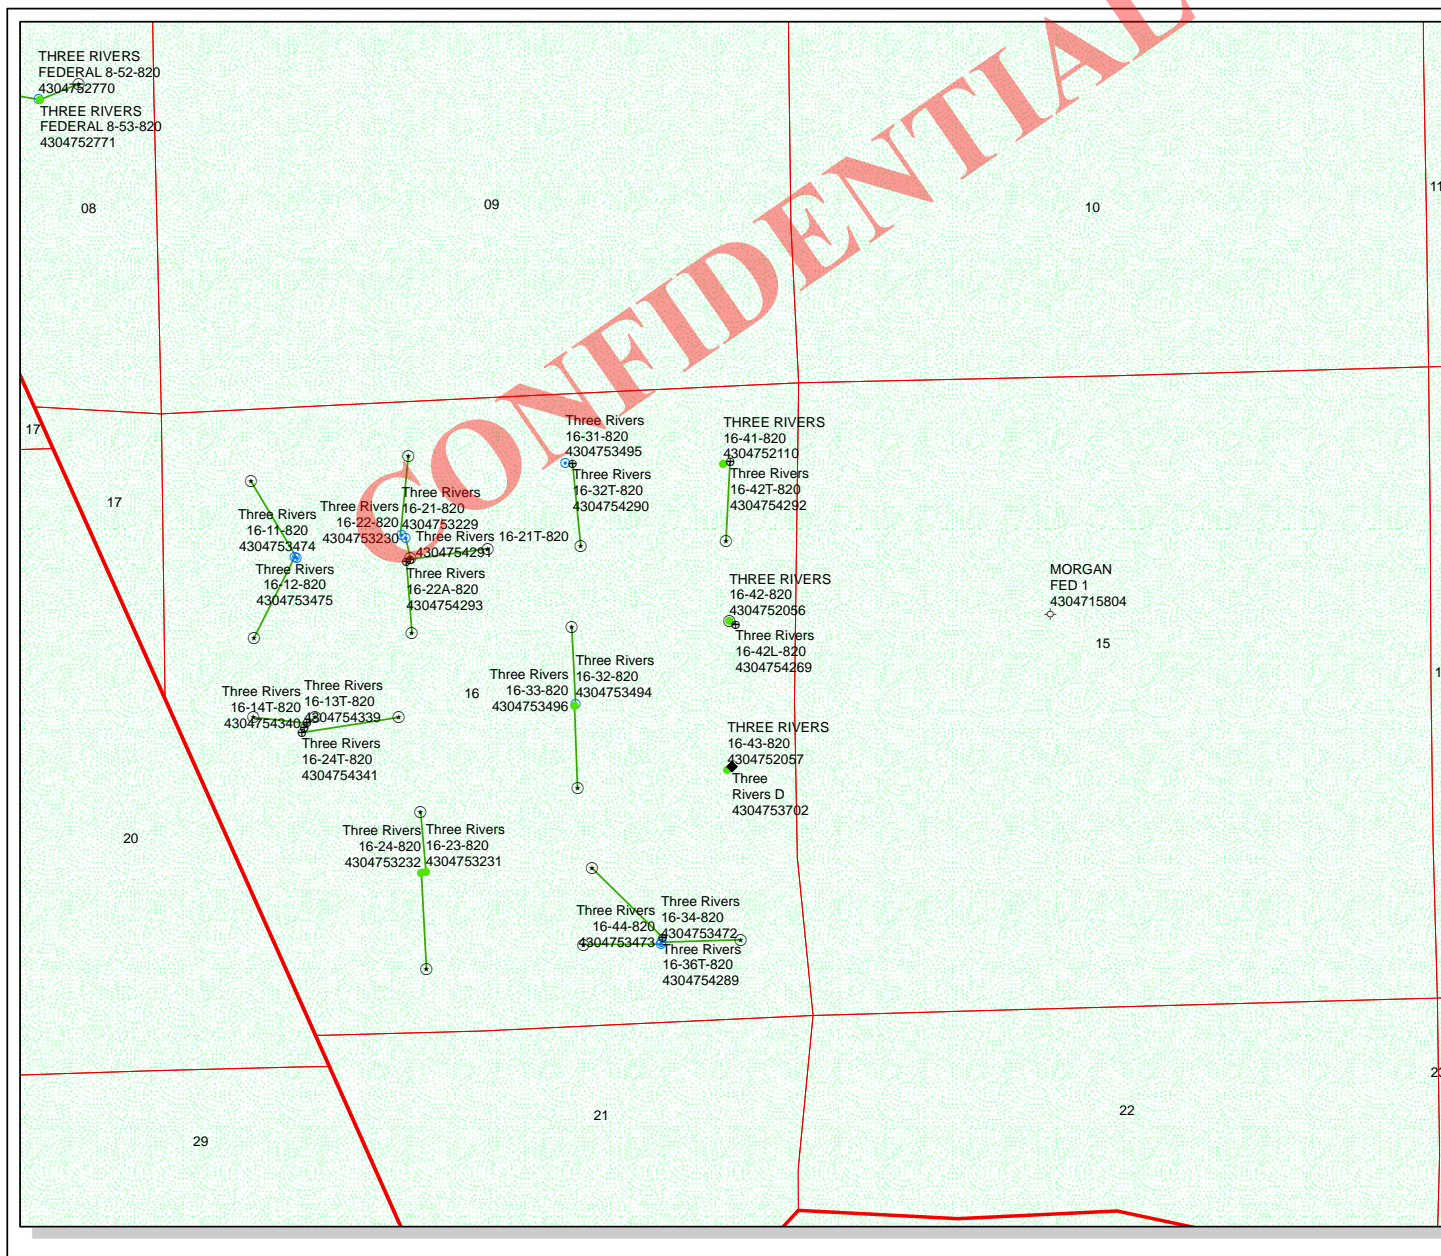 THREE RIVERS
FEDERAL 8-52-820
4304752770
THREE RIVERS
FEDERAL 8-53-820
4304752771
08
09
10
11
CONFIDENTIAL
17
17
Three Rivers
16-11-820
4304753474
Three Rivers
16-12-820
4304753475
Three Rivers
16-22-820
4304753230
Three Rivers
16-21-820
4304753229
Three Rivers 16-21T-820
4304754291
Three Rivers
16-22A-820
4304754293
Three Rivers
16-31-820
4304753495
Three Rivers
16-32T-820
4304754290
THREE RIVERS
16-41-820
4304752110
Three Rivers
16-42T-820
4304754292
THREE RIVERS
16-42-820
4304752056
Three Rivers
16-42L-820
4304754269
MORGAN
FED 1
4304715804
15
1
Three Rivers
16-14T-820
4304754340
Three Rivers
16-13T-820
4304754339
Three Rivers
16-24T-820
4304754341
16
Three Rivers
16-33-820
4304753496
Three Rivers
16-32-820
4304753494
THREE RIVERS
16-43-820
4304752057
Three
Rivers D
4304753702
20
Three Rivers
16-24-820
4304753232
Three Rivers
16-23-820
4304753231
Three Rivers
16-44-820
4304753473
Three Rivers
16-34-820
4304753472
Three Rivers
16-36T-820
4304754289
29
21
22
23